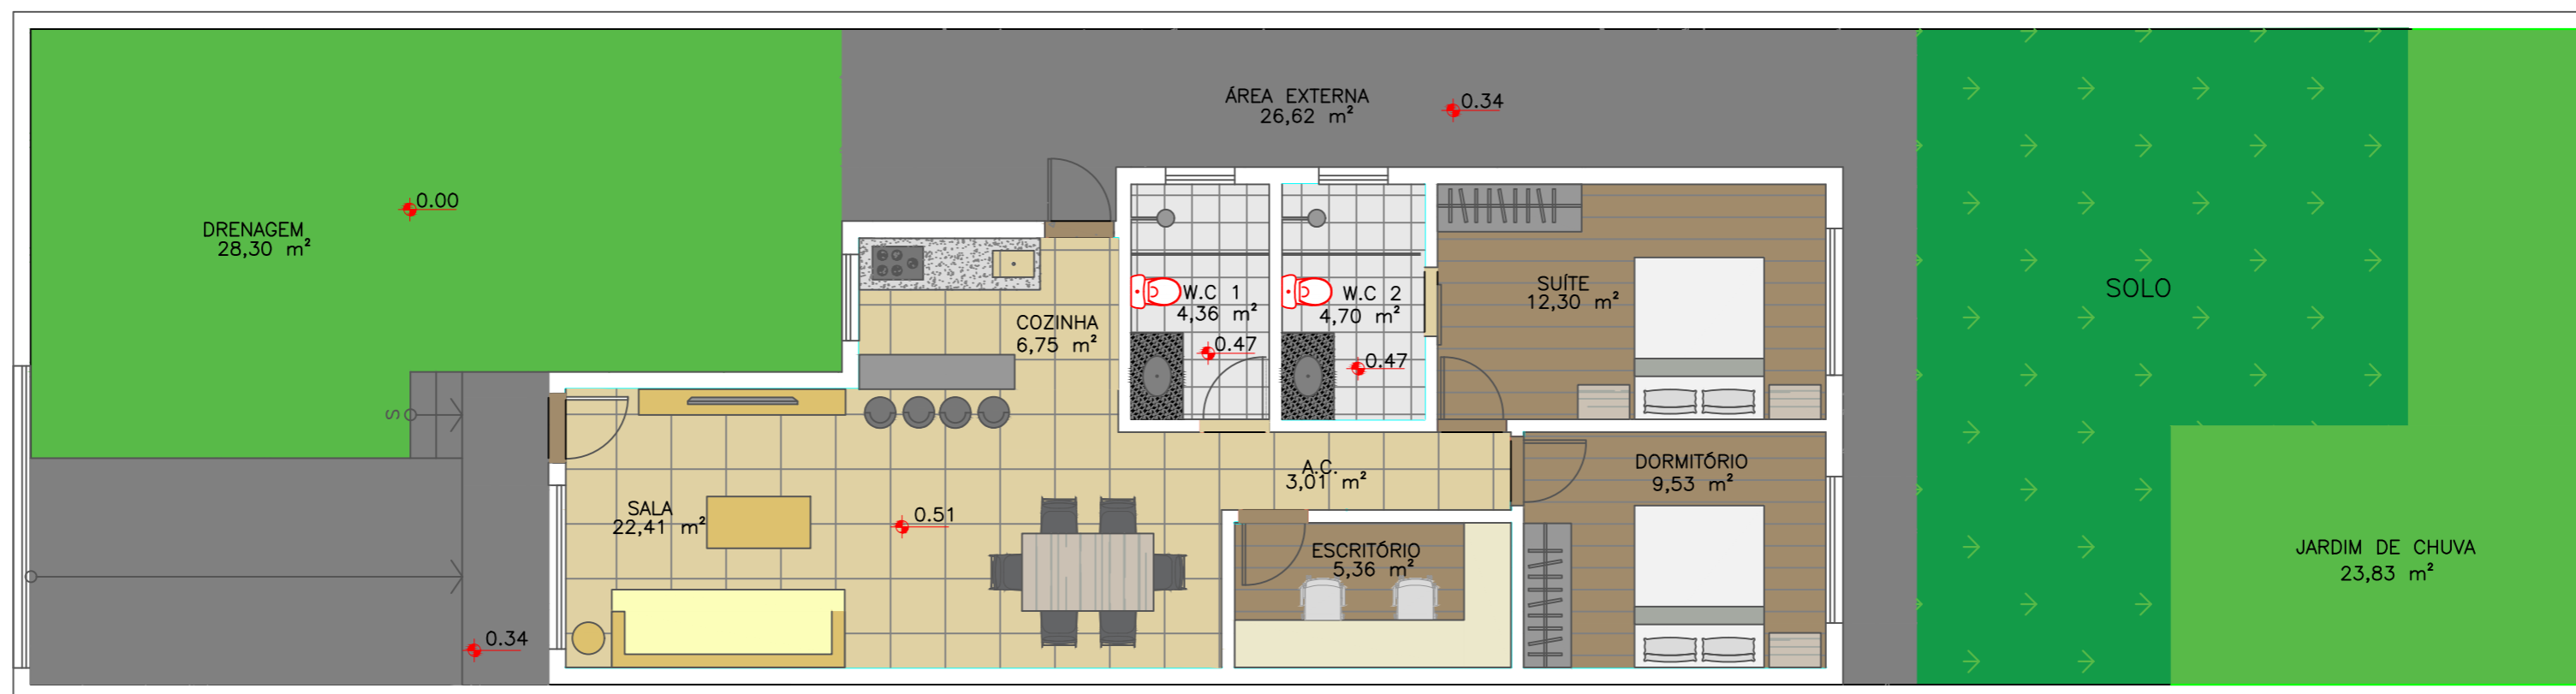 ÁREA EXTERNA
26,62 m²
0.34
0.00
DRENAGEM
28,30 m²
COZINHA
6,75 m²
W.C 1
4,36 m²
0.47
W.C 2
4,70 m²
0.47
SUÍTE
12,30 m²
SOLO
S
SALA
22,41 m²
0.51
A.C.
3,01 m²
DORMITÓRIO
9,53 m²
ESCRITÓRIO
5,36 m²
JARDIM DE CHUVA
23,83 m²
0.34